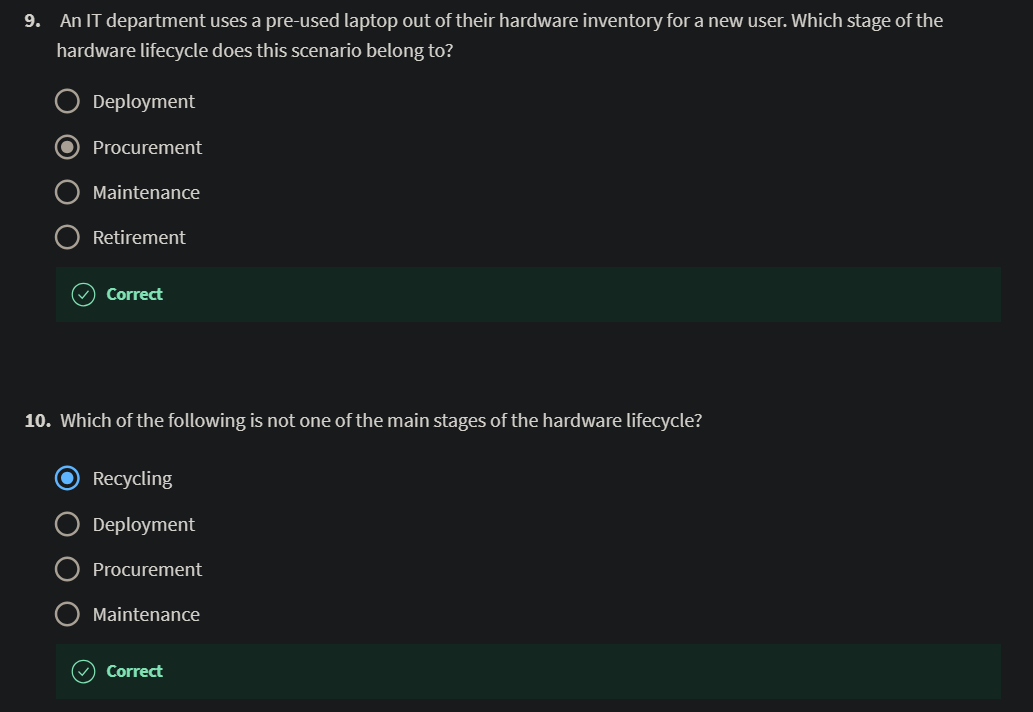 9. An IT department uses a pre-used laptop out of their hardware inventory for a new user. Which stage of the
hardware lifecycle does this scenario belong to?
Deployment
Procurement
Maintenance
Retirement
Correct
10. Which of the following is not one of the main stages of the hardware lifecycle?
Recycling
Deployment
Procurement
Maintenance
Correct